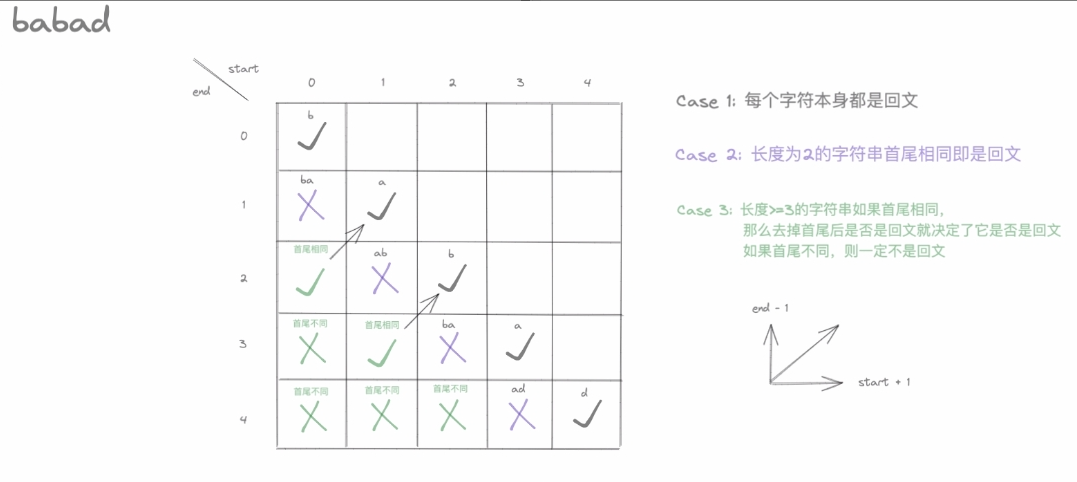 babad
start
end
0 1 2 3 4
0
b
1
ba a
2
首尾相同 ab b
3
首尾不同 首尾相同 ba a
4
首尾不同 首尾不同 首尾不同 ad d
Case 1: 每个字符本身都是回文
Case 2: 长度为2的字符串首尾相同即是回文
Case 3: 长度>=3的字符串如果首尾相同,
那么去掉首尾后是否是回文就决定了它是否是回文
如果首尾不同, 则一定不是回文
end - 1
start + 1